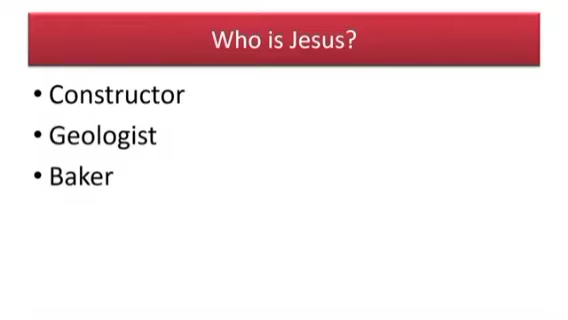 Who is Jesus?
• Constructor
• Geologist
• Baker